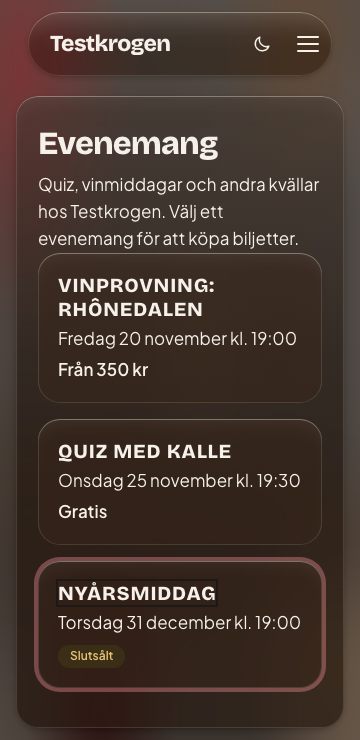 Testkrogen
Evenemang
Quiz, vinmiddagar och andra kvällar
hos Testkrogen. Välj ett
evenemang för att köpa biljetter.
VINPROVNING:
RHÔNEDALEN
Fredag 20 november kl. 19:00
Från 350 kr
QUIZ MED KALLE
Onsdag 25 november kl. 19:30
Gratis
NYÅRSMIDDAG
Torsdag 31 december kl. 19:00
Slutsålt